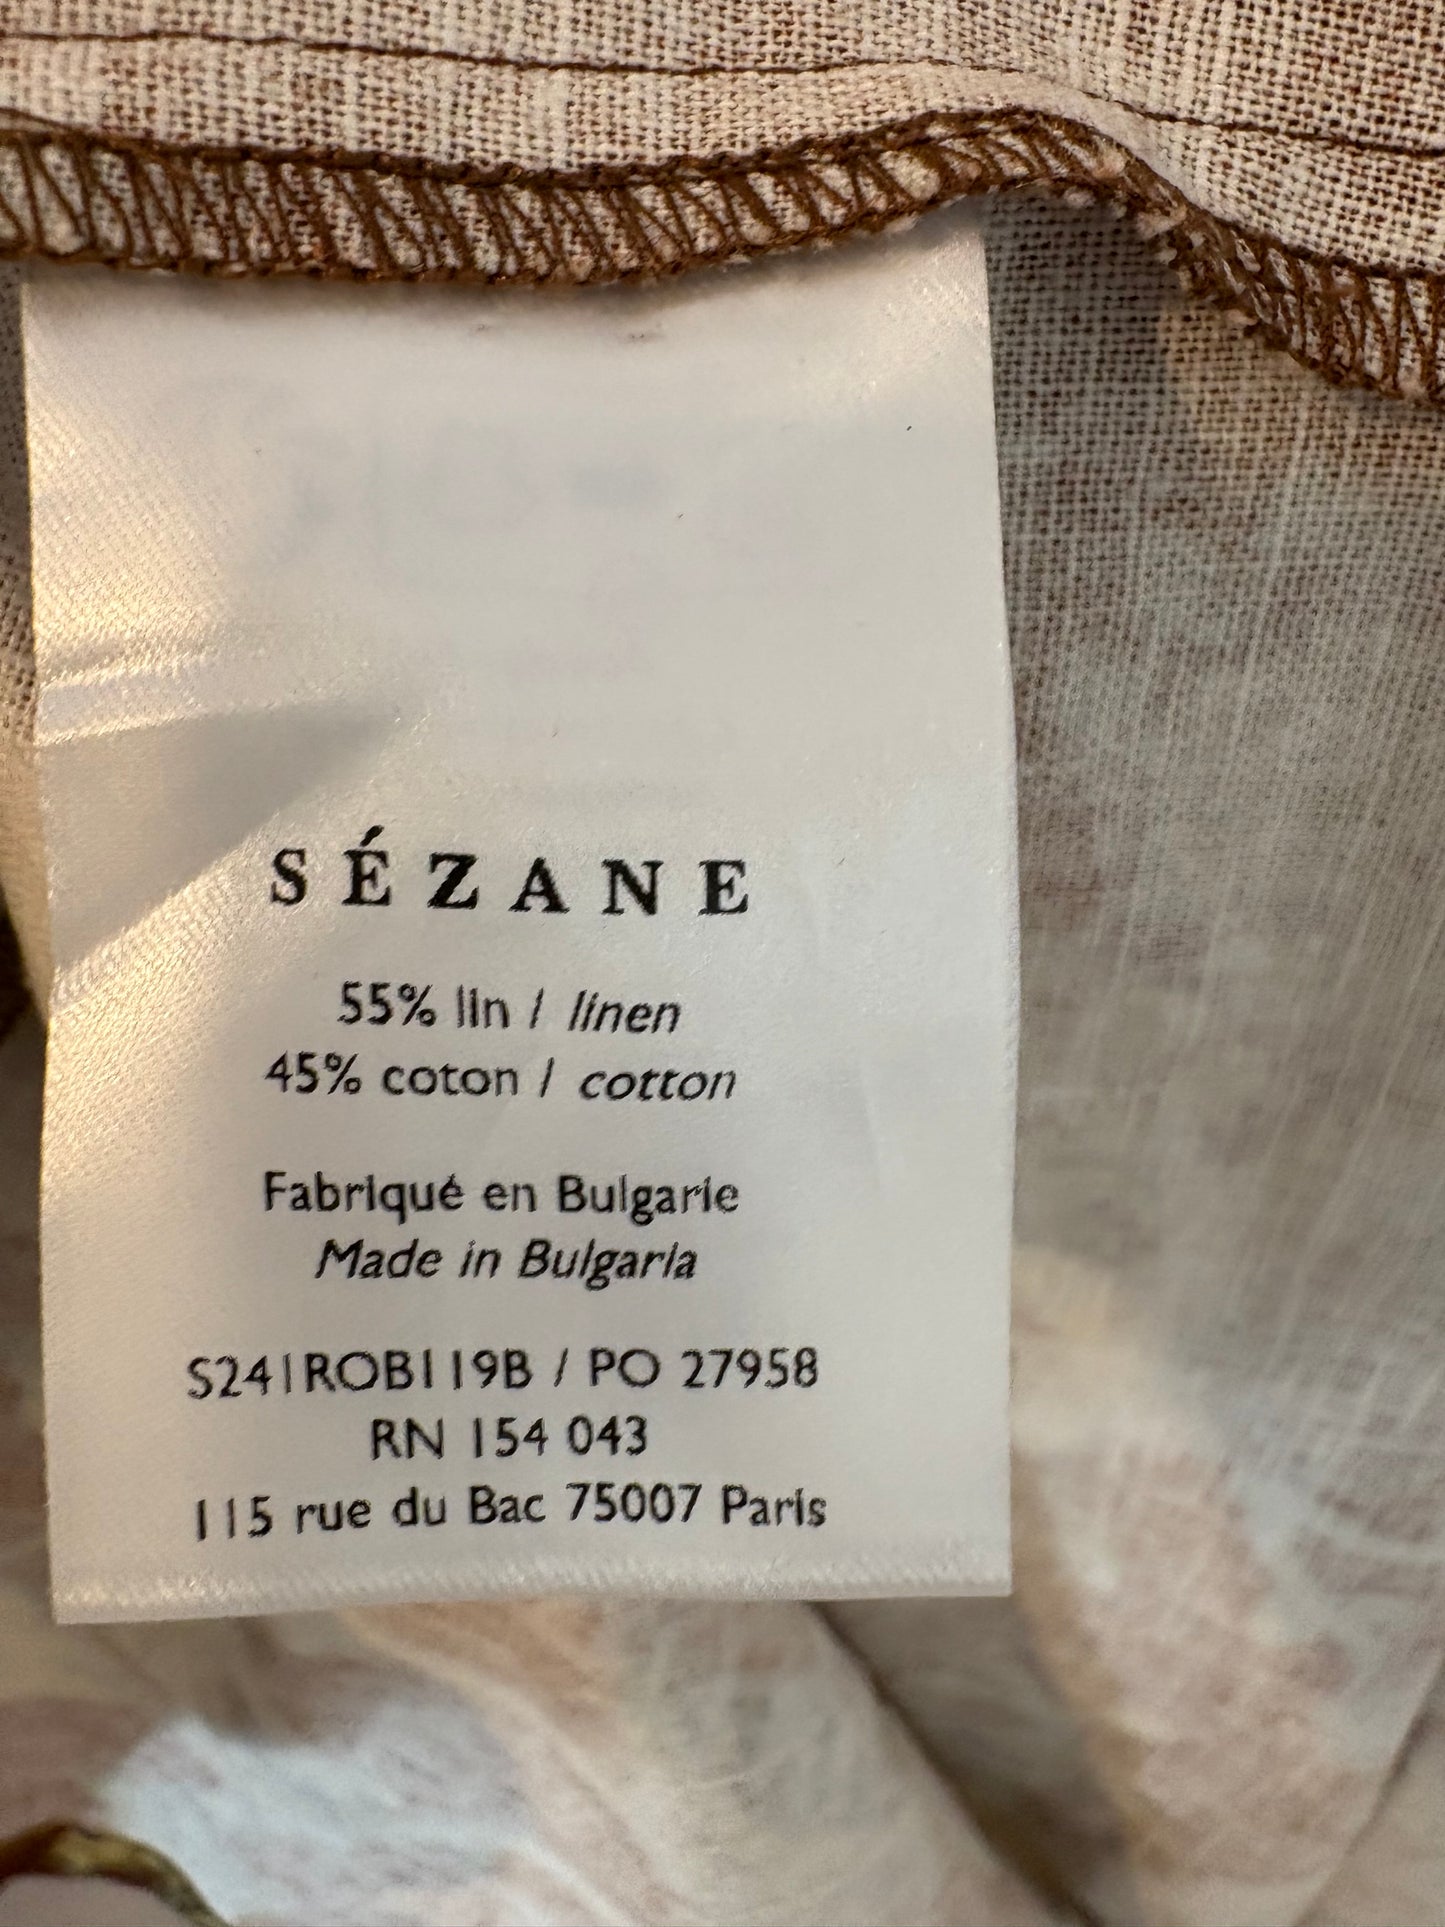 SÉZANE
55% lin / linen
45% coton / cotton
Fabriqué en Bulgarie
Made in Bulgaria
S241ROB119B / PO 27958
RN 154 043
115 rue du Bac 75007 Paris